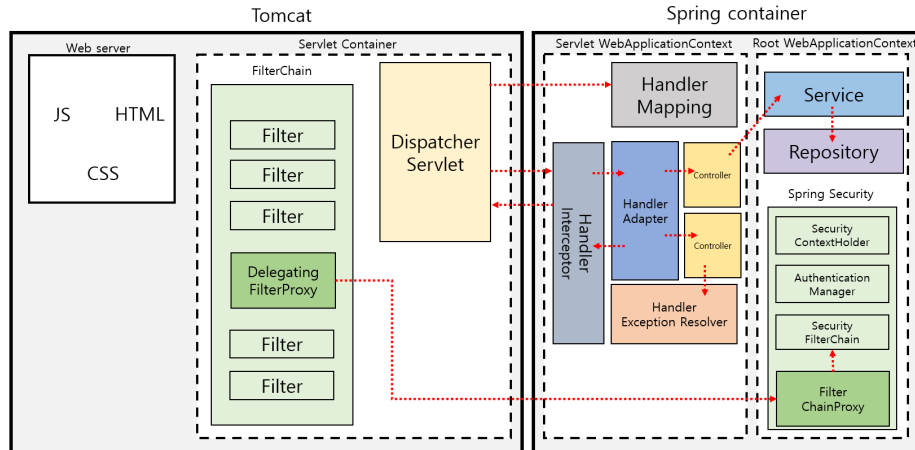 Tomcat
Spring container
Web server
JS
HTML
CSS
Servlet Container
FilterChain
Filter
Filter
Filter
Delegating
FilterProxy
Filter
Filter
Dispatcher
Servlet
Servlet WebApplicationContext
Handler
Mapping
Handler
Interceptor
Handler
Adapter
Controller
Controller
Handler
Exception Resolver
Root WebApplicationContext
Service
Repository
Spring Security
Security
ContextHolder
Authentication
Manager
Security
FilterChain
Filter
ChainProxy